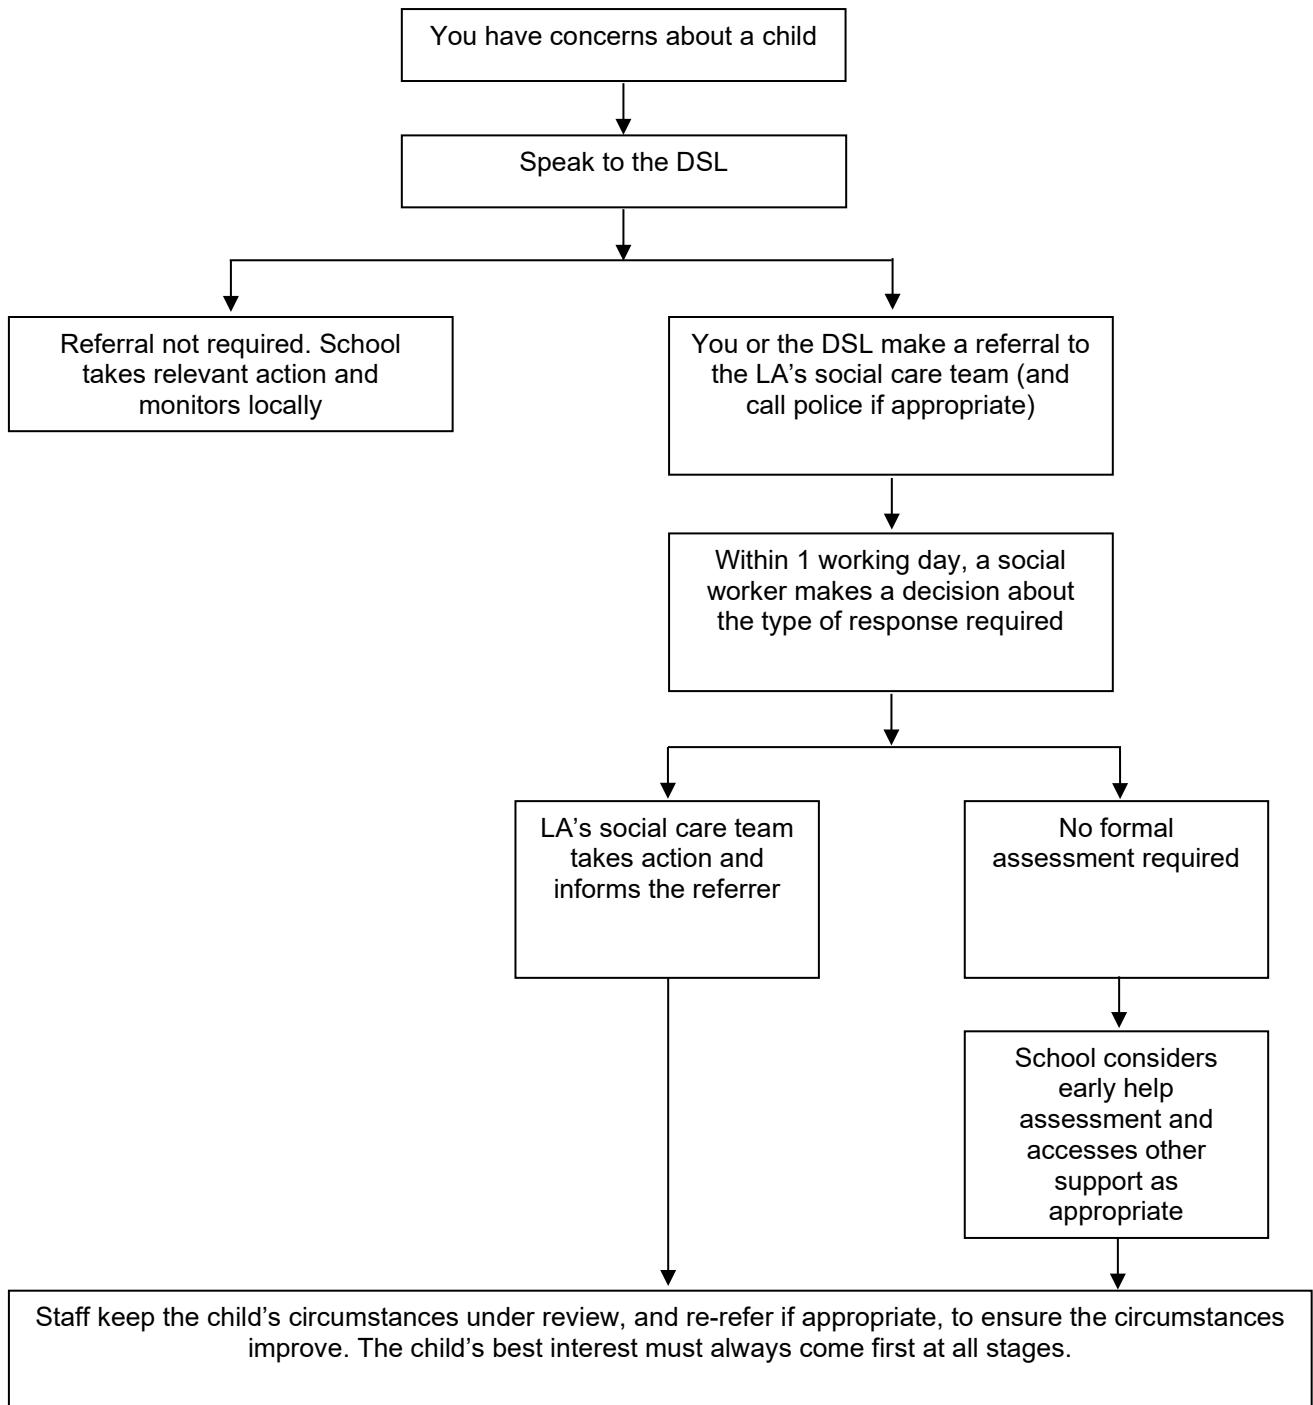 You have concerns about a child
Speak to the DSL
Referral not required. School
takes relevant action and
monitors locally
You or the DSL make a referral to
the LA’s social care team (and
call police if appropriate)
Within 1 working day, a social
worker makes a decision about
the type of response required
LA’s social care team
takes action and
informs the referrer
No formal
assessment required
School considers
early help
assessment and
accesses other
support as
appropriate
Staff keep the child’s circumstances under review, and re-refer if appropriate, to ensure the circumstances
improve. The child’s best interest must always come first at all stages.